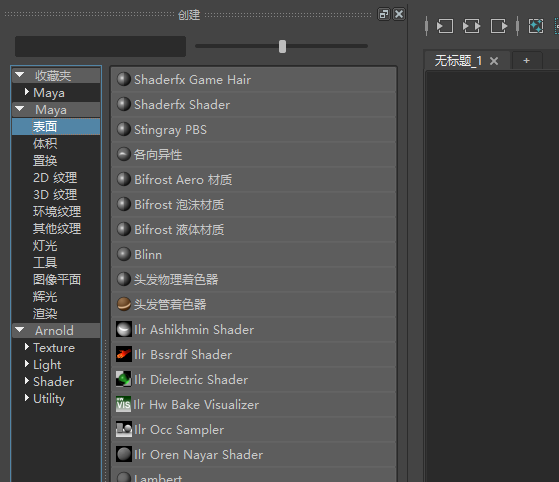 创建
无标题_1
+
收藏夹
Maya
Maya
表面
体积
置换
2D 纹理
3D 纹理
环境纹理
其他纹理
灯光
工具
图像平面
辉光
渲染
Arnold
Texture
Light
Shader
Utility
Shaderfx Game Hair
Shaderfx Shader
Stingray PBS
各向异性
Bifrost Aero 材质
Bifrost 泡沫材质
Bifrost 液体材质
Blinn
头发物理着色器
头发管着色器
Ilr Ashikhmin Shader
Ilr Bssrdf Shader
Ilr Dielectric Shader
VIS
Ilr Hw Bake Visualizer
Ilr Occ Sampler
Ilr Oren Nayar Shader
Lambert